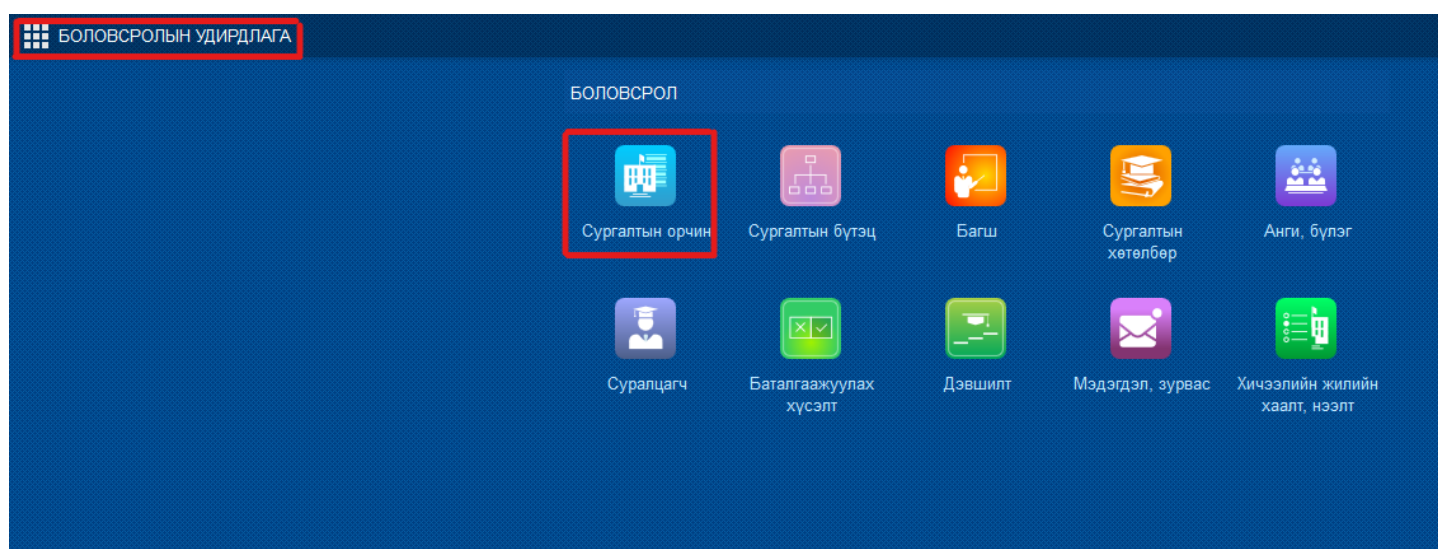 БОЛОВСРОЛЫН УДИРДЛАГА
БОЛОВСРОЛ
Сургалтын орчин
Сургалтын бүтэц
Багш
Сургалтын
хөтөлбөр
Анги, бүлэг
Суралцагч
Баталгаажуулах
хүсэлт
Дэвшилт
Мэдэгдэл, зурвас
Хичээлийн жилийн
хаалт, нээлт